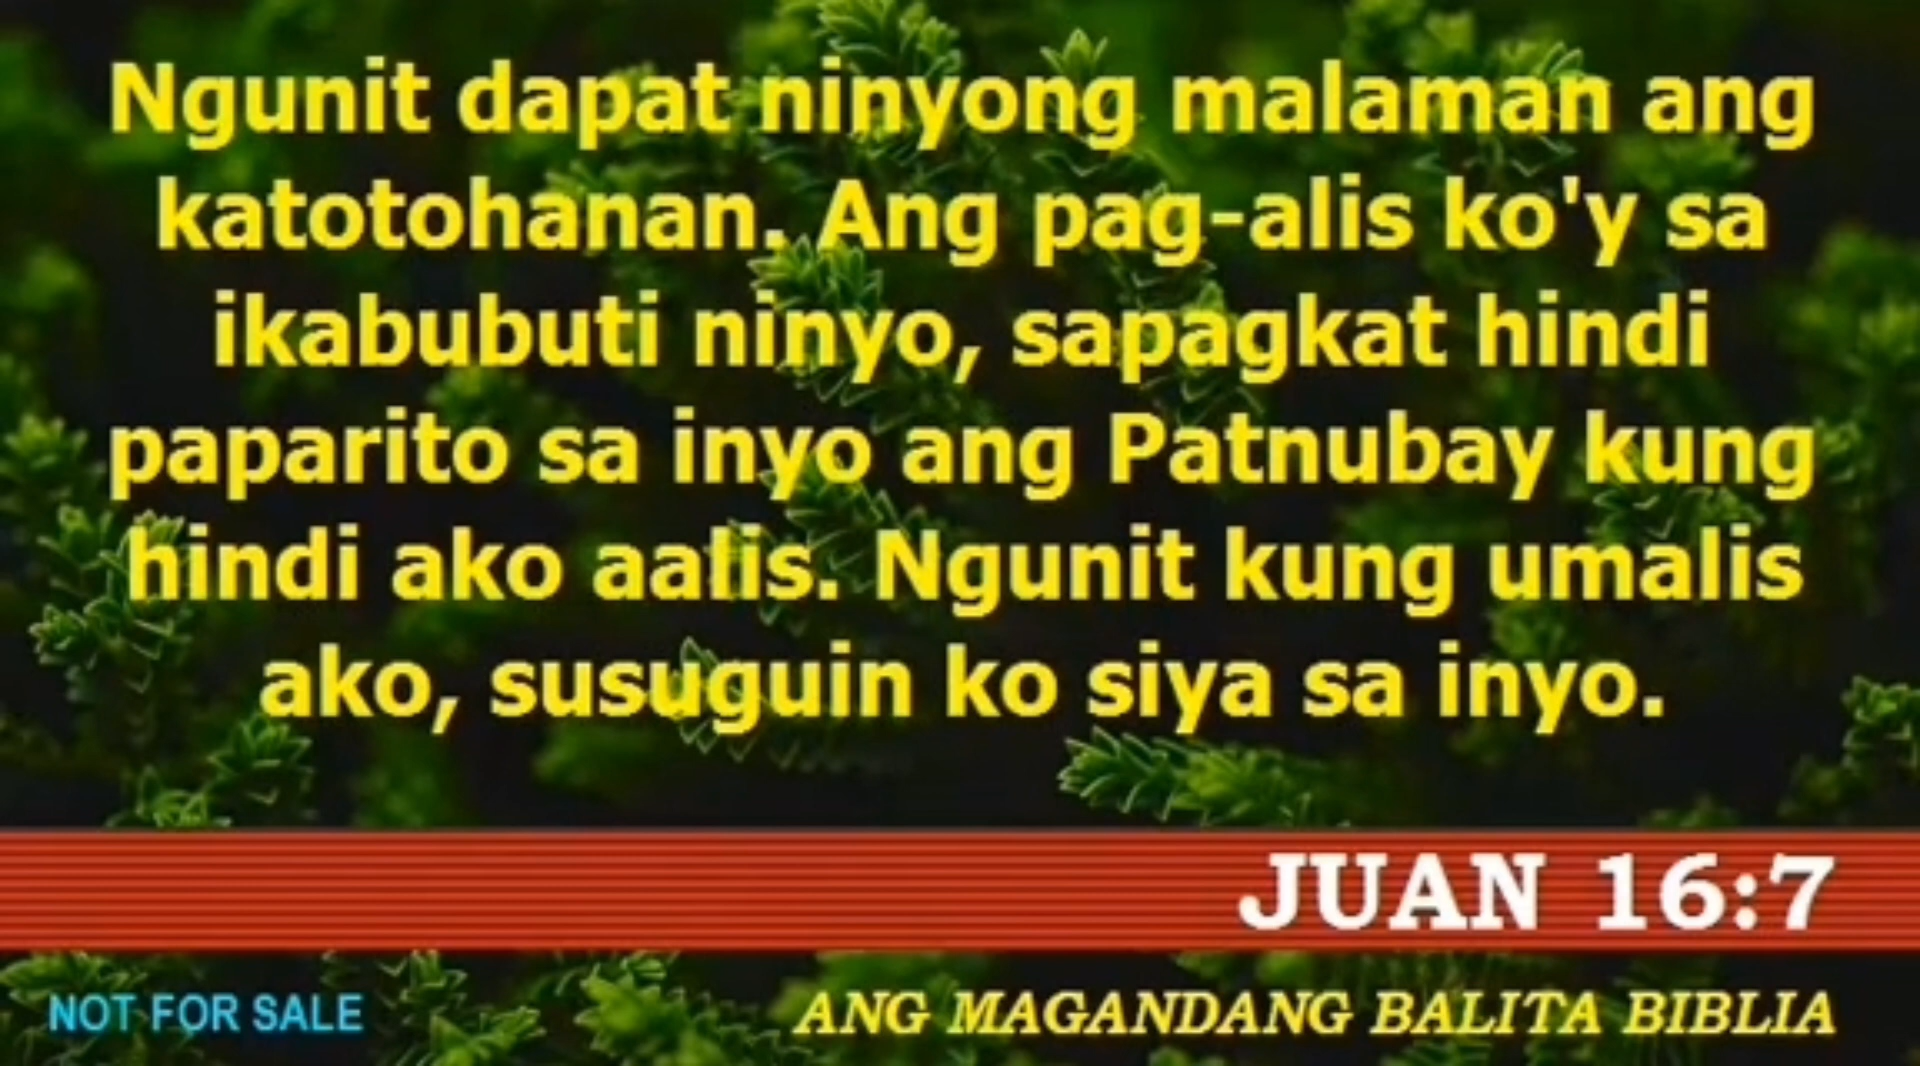 Ngunit dapat ninyong malaman ang
katotohanan. Ang pag-alis ko'y sa
ikabubuti ninyo, sapagkat hindi
paparito sa inyo ang Patnubay kung
hindi ako aalis. Ngunit kung umalis
ako, susuguin ko siya sa inyo.
JUAN 16:7
NOT FOR SALE
ANG MAGANDANG BALITA BIBLIA